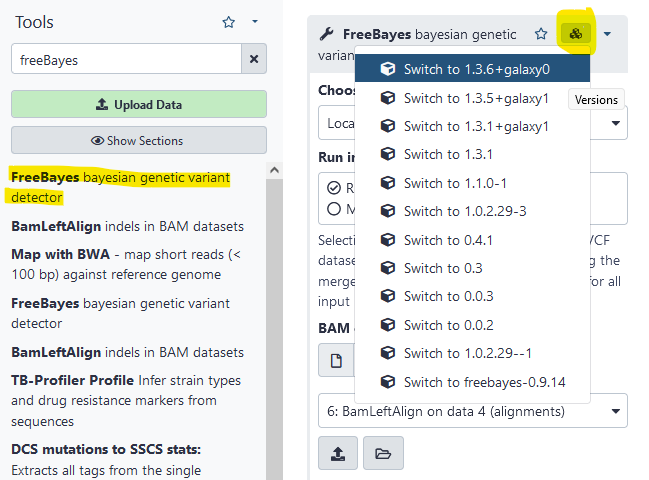 Tools
freeBayes
Upload Data
Show Sections
FreeBayes bayesian genetic variant
detector
BamLeftAlign indels in BAM datasets
Map with BWA - map short reads (<
100 bp) against reference genome
FreeBayes bayesian genetic variant
detector
BamLeftAlign indels in BAM datasets
TB-Profiler Profile Infer strain types
and drug resistance markers from
sequences
DCS mutations to SSCS stats:
Extracts all tags from the single
FreeBayes bayesian genetic
varian
Switch to 1.3.6+galaxy0
Switch to 1.3.5+galaxy1
Switch to 1.3.1+galaxy1
Switch to 1.3.1
Switch to 1.1.0-1
Switch to 1.0.2.29-3
Switch to 0.4.1
Switch to 0.3
Switch to 0.0.3
Switch to 0.0.2
Switch to 1.0.2.29--1
Switch to freebayes-0.9.14
Versions
Choo
Loca
Run in
R
M
Selecti VCF
datase g the
merge for all
input
BAM
6: BamLeftAlign on data 4 (alignments)